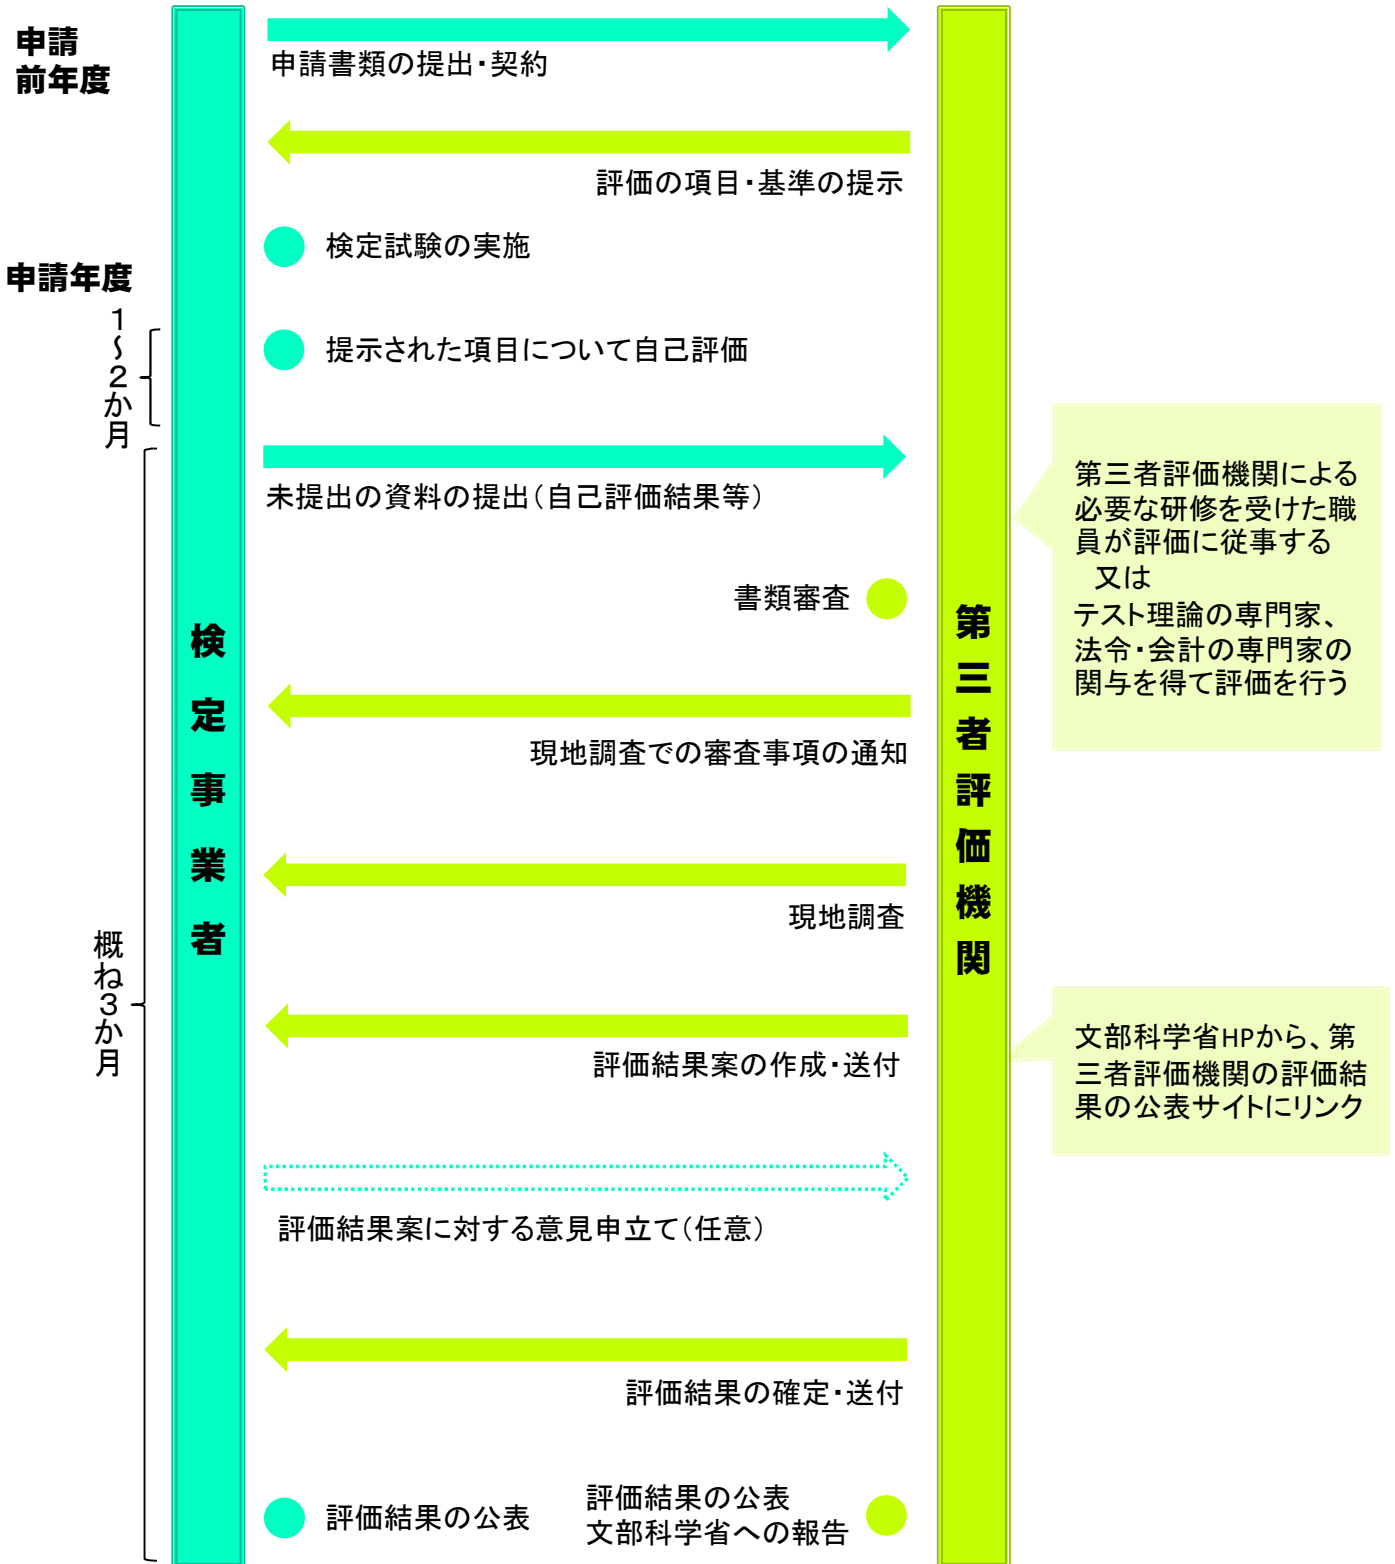 申請
前年度
申請書類の提出・契約
評価の項目・基準の提示
検定試験の実施
申請年度
1～2か月
提示された項目について自己評価
未提出の資料の提出（自己評価結果等）
第三者評価機関による
必要な研修を受けた職
員が評価に従事する
又は
テスト理論の専門家、
法令・会計の専門家の
関与を得て評価を行う
書類審査
検定事業者
第三者評価機関
現地調査での審査事項の通知
現地調査
概ね3か月
評価結果案の作成・送付
文部科学省HPから、第
三者評価機関の評価結
果の公表サイトにリンク
評価結果案に対する意見申立て（任意）
評価結果の確定・送付
評価結果の公表
評価結果の公表
文部科学省への報告